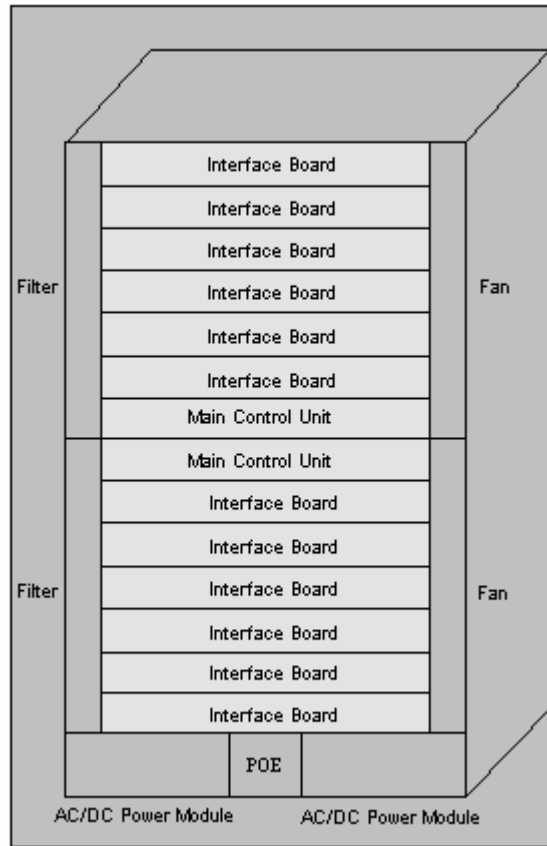 Interface Board
Interface Board
Interface Board
Filter
Interface Board
Fan
Interface Board
Interface Board
Main Control Unit
Main Control Unit
Interface Board
Interface Board
Filter
Interface Board
Fan
Interface Board
Interface Board
Interface Board
POE
AC/DC Power Module
AC/DC Power Module